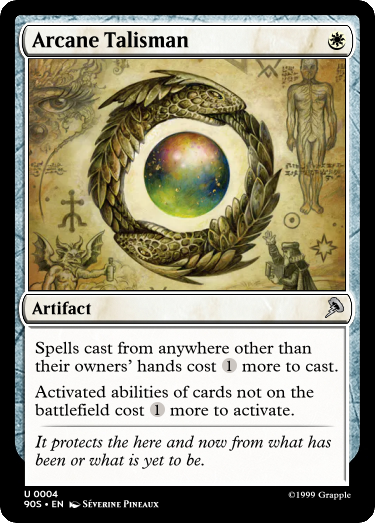 Arcane Talisman
Artifact
Spells cast from anywhere other than
their owners' hands cost 1 more to cast.
Activated abilities of cards not on the
battlefield cost 1 more to activate.
It protects the here and now from what has
been or what is yet to be.
U 0004
90S • EN Séverine Pineaux
©1999 Grapple